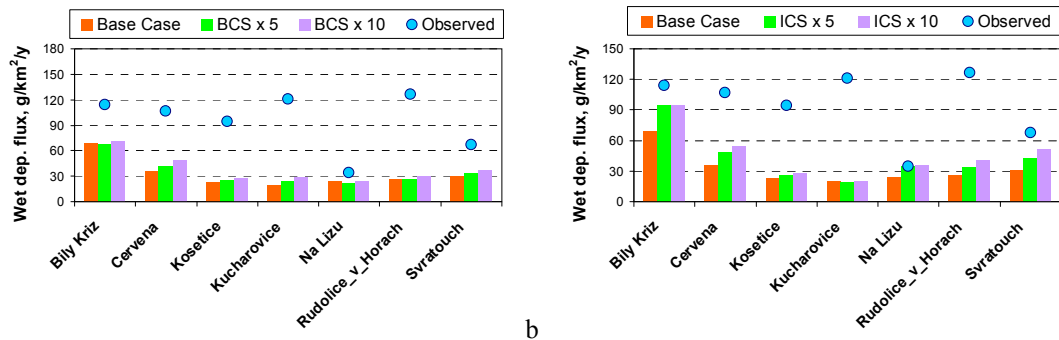 Base Case BCS x 5 BCS x 10 Observed
Wet dep. flux, g/km²/y
180
150
120
90
60
30
0
Bily Kriz
Cervena
Kosetice
Kucharovice
Na Lizu
Rudolice_v_Horach
Svratouch
b
Base Case ICS x 5 ICS x 10 Observed
Wet dep. flux, g/km²/y
150
120
90
60
30
0
Bily Kriz
Cervena
Kosetice
Kucharovice
Na Lizu
Rudolice_v_Horach
Svratouch